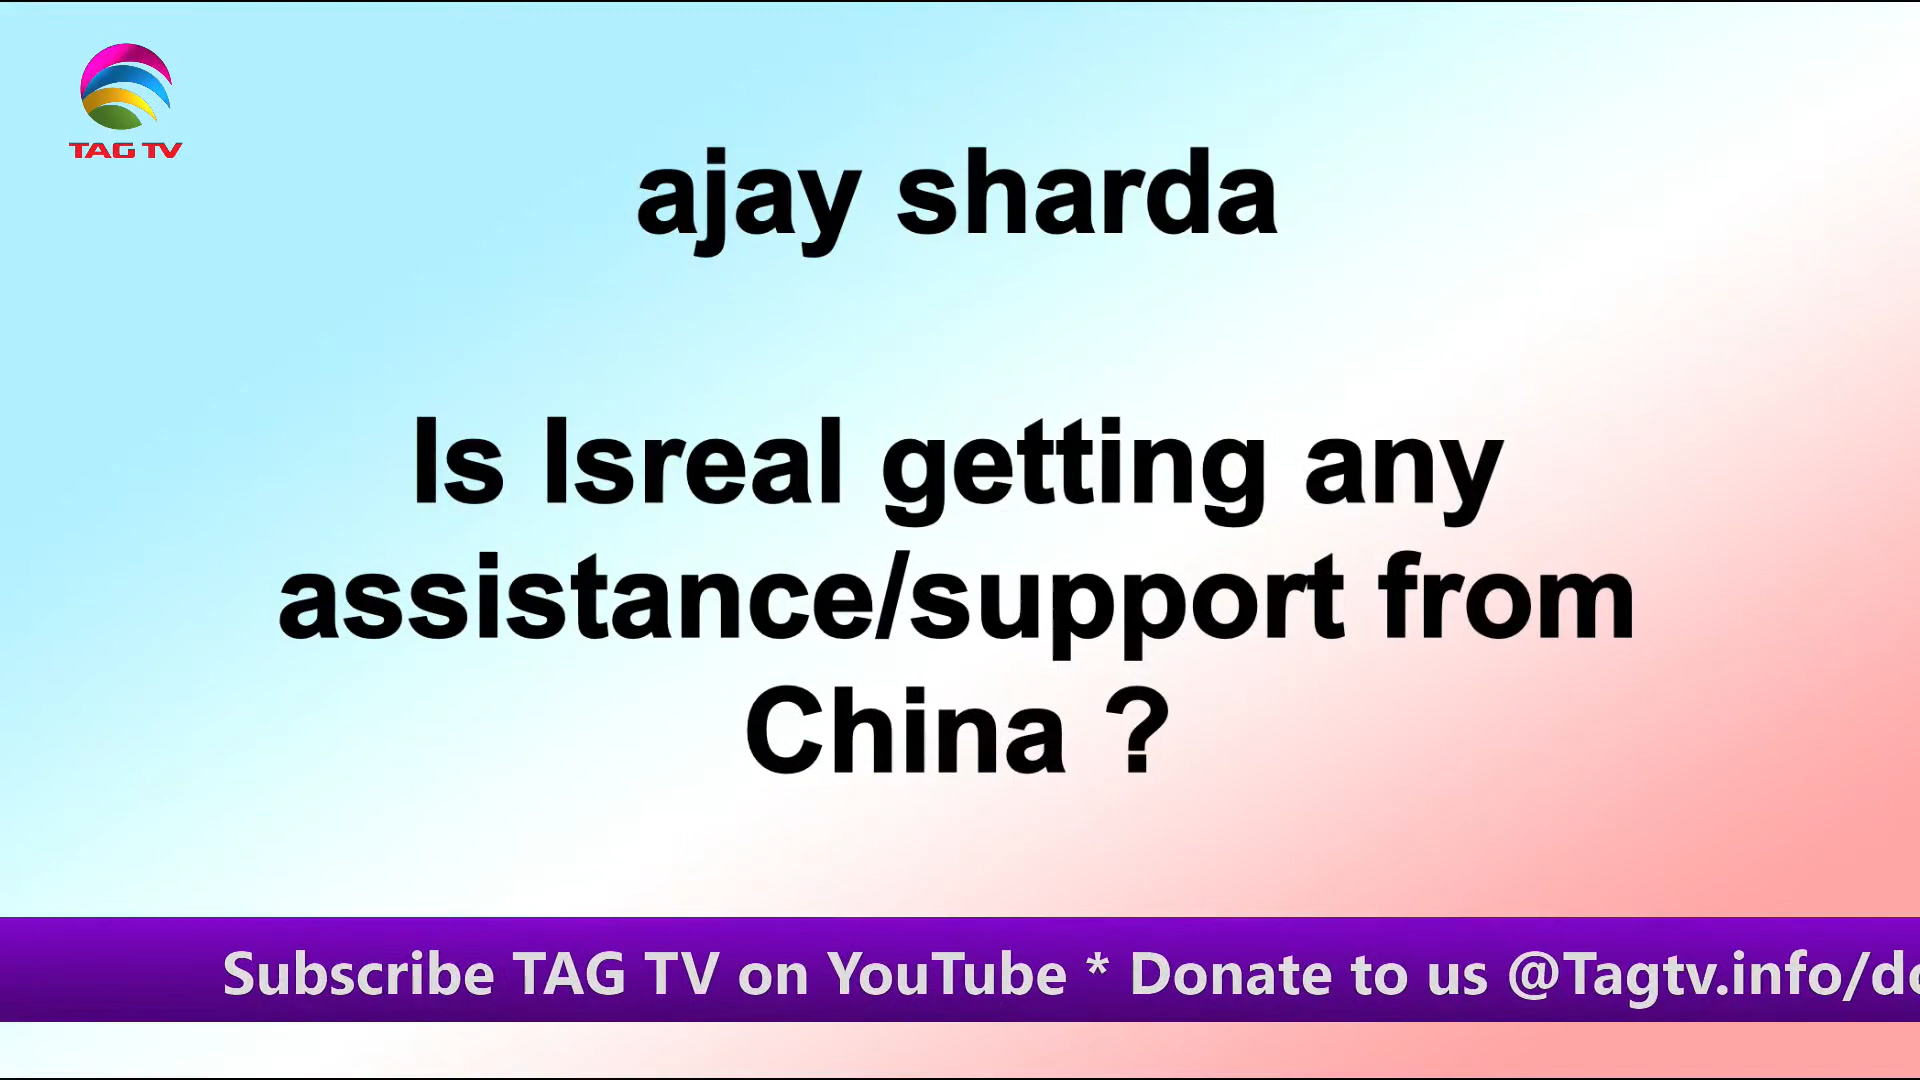 TAG TV
ajay sharda
Is Isreal getting any
assistance/support from
China ?
Subscribe TAG TV on YouTube * Donate to us @Tagtv.info/do